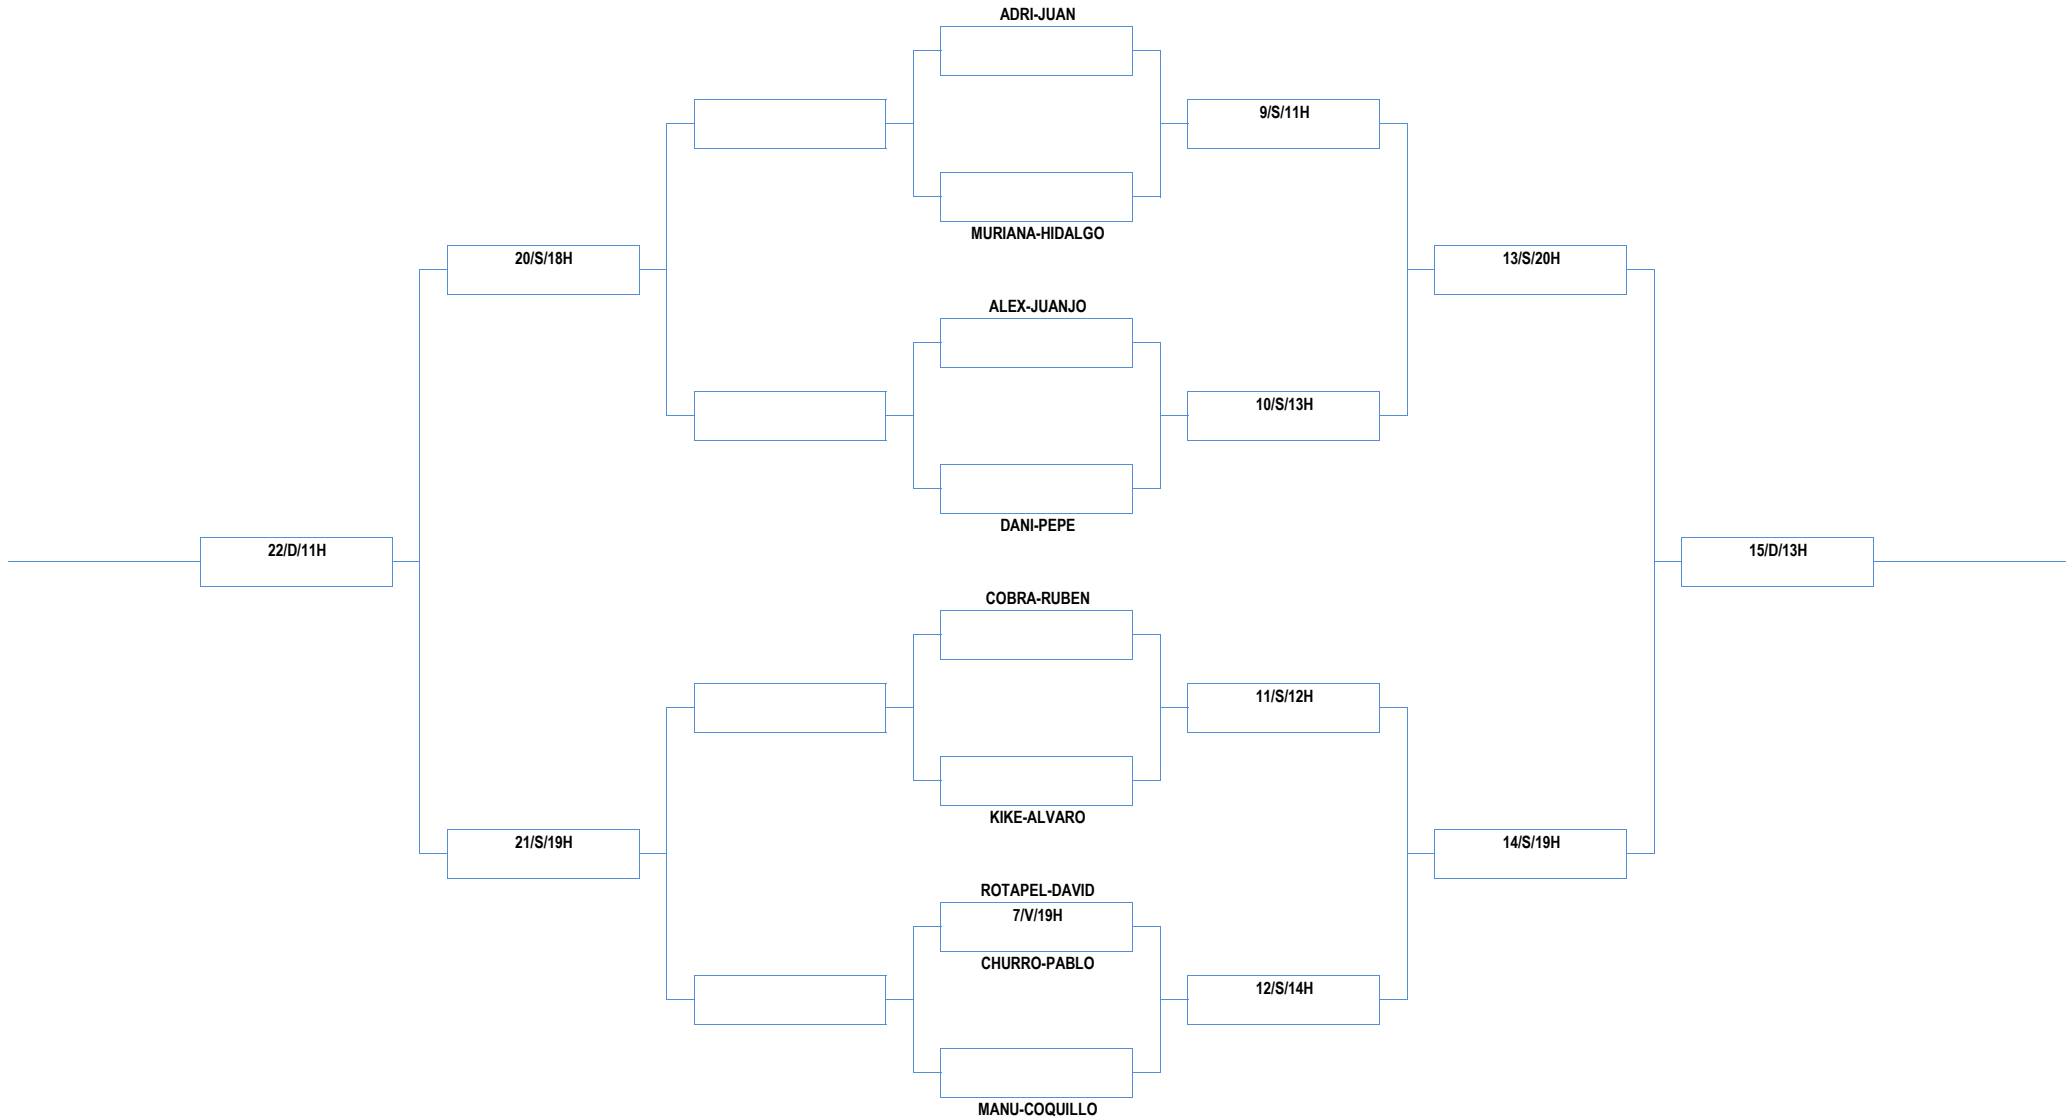 ADRI-JUAN
9/S/11H
MURIANA-HIDALGO
20/S/18H
13/S/20H
ALEX-JUANJO
10/S/13H
DANI-PEPE
22/D/11H
15/D/13H
COBRA-RUBEN
11/S/12H
KIKE-ALVARO
21/S/19H
14/S/19H
ROTAPEL-DAVID
7/V/19H
CHURRO-PABLO
12/S/14H
MANU-COQUILLO